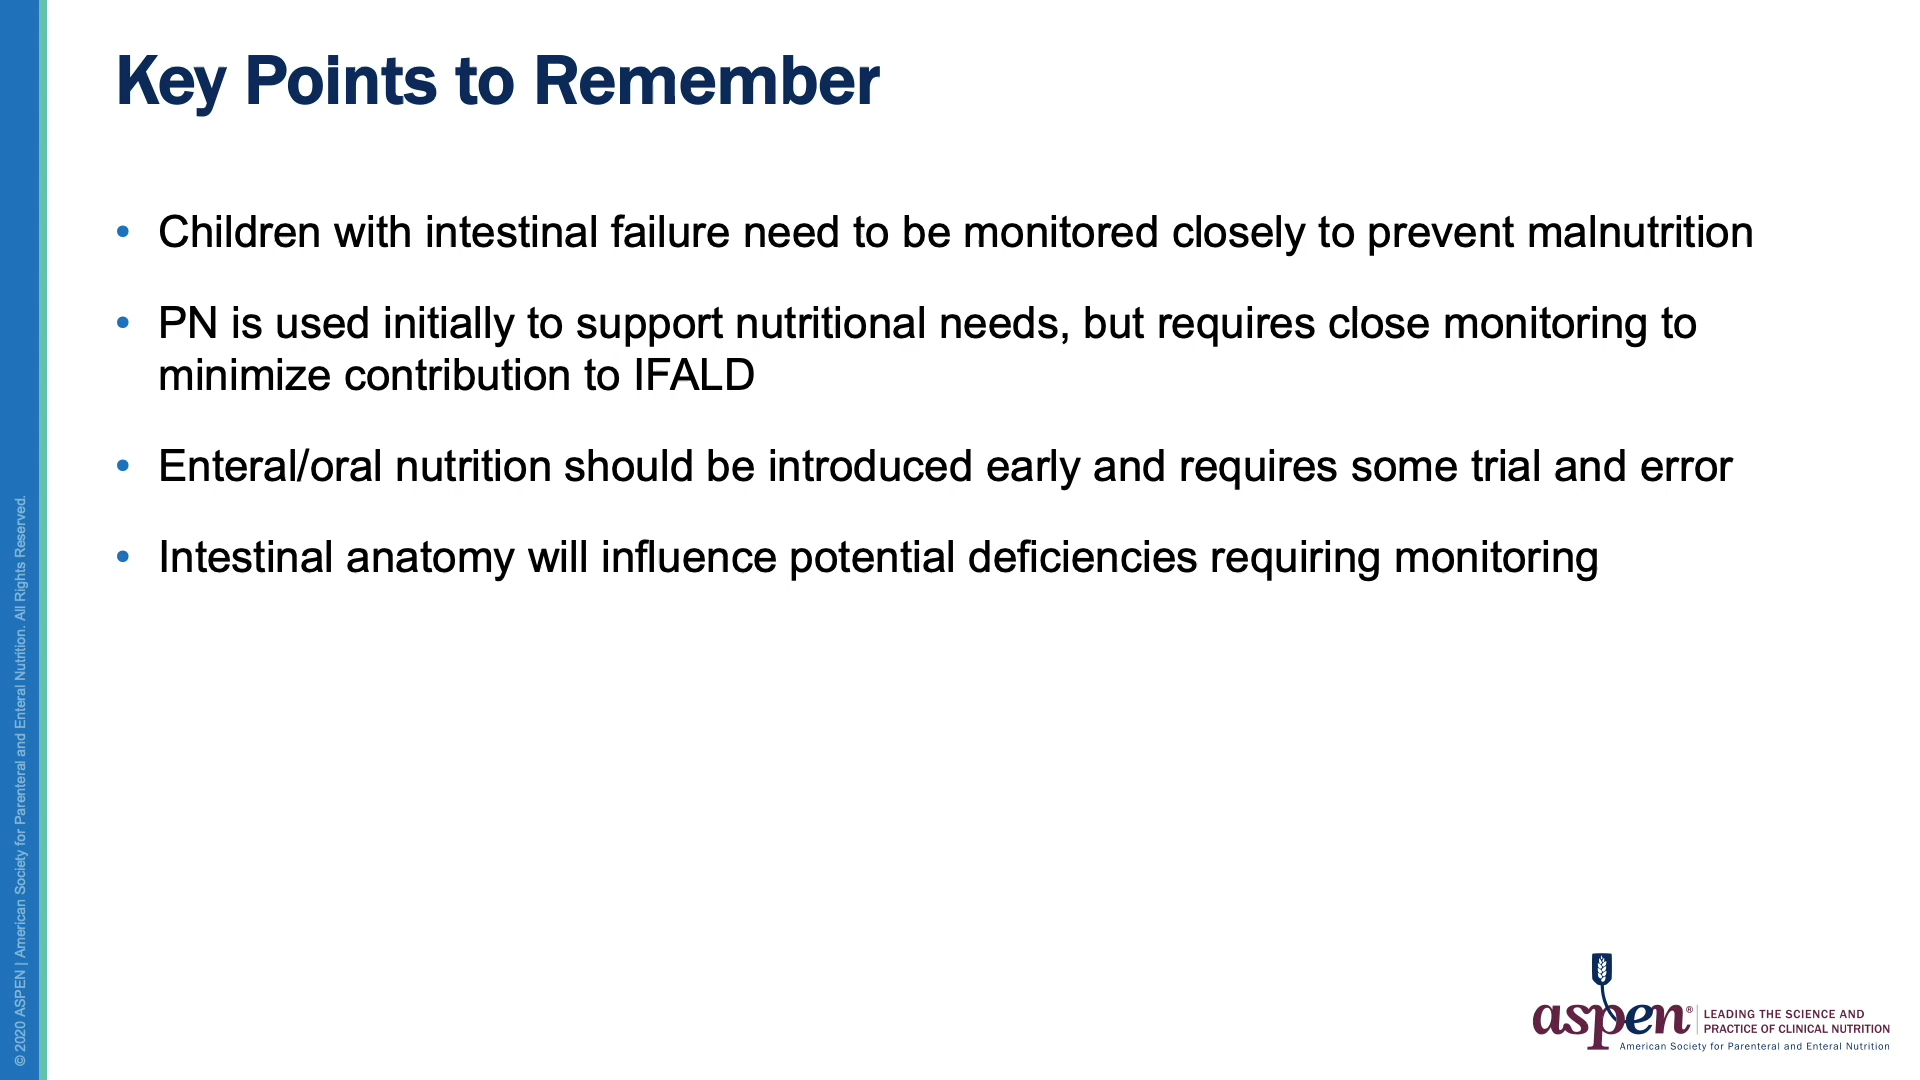 Key Points to Remember
• Children with intestinal failure need to be monitored closely to prevent malnutrition
• PN is used initially to support nutritional needs, but requires close monitoring to
minimize contribution to IFALD
• Enteral/oral nutrition should be introduced early and requires some trial and error
• Intestinal anatomy will influence potential deficiencies requiring monitoring
© 2020 ASPEN | American Society for Parenteral and Enteral Nutrition. All Rights Reserved.
aspen®
LEADING THE SCIENCE AND
PRACTICE OF CLINICAL NUTRITION
American Society for Parenteral and Enteral Nutrition